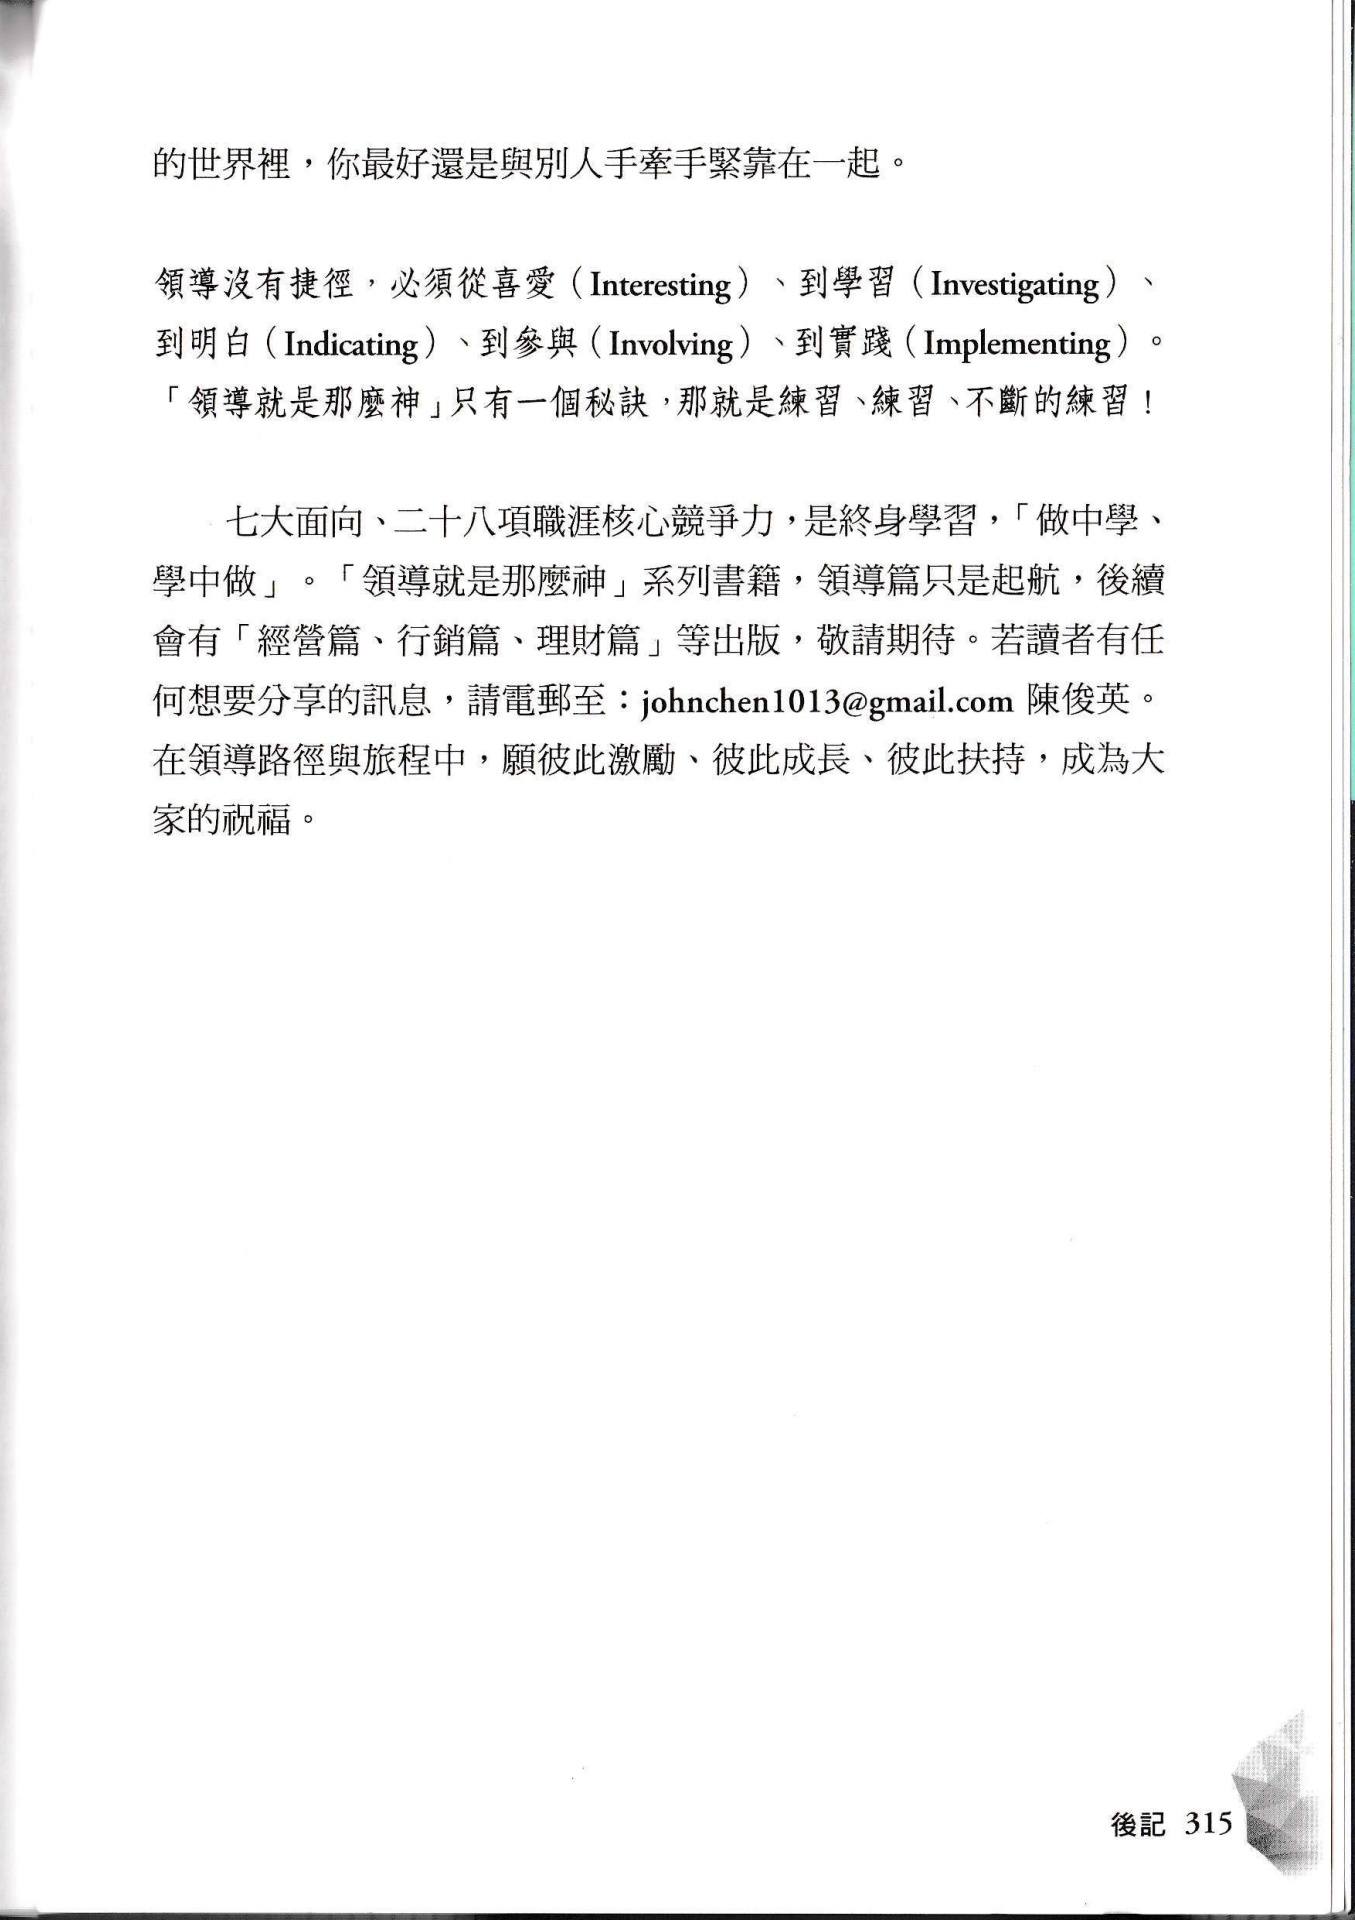 的世界裡，你最好還是與別人手牽手緊靠在一起。
領導沒有捷徑，必須從喜愛（Interesting）、到學習（Investigating）、
到明白（Indicating）、到參與（Involving）、到實踐（Implementing）。
「領導就是那麼神」只有一個秘訣，那就是練習、練習、不斷的練習！
七大面向、二十八項職涯核心競爭力，是終身學習，「做中學、
學中做」。「領導就是那麼神」系列書籍，領導篇只是起航，後續
會有「經營篇、行銷篇、理財篇」等出版，敬請期待。若讀者有任
何想要分享的訊息，請電郵至：johnchen1013@gmail.com 陳俊英。
在領導路徑與旅程中，願彼此激勵、彼此成長、彼此扶持，成為大
家的祝福。
後記 315